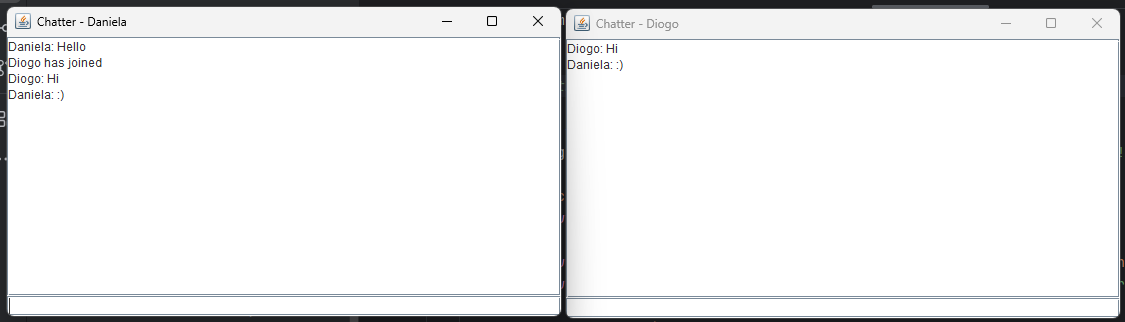 Chatter - Daniela
Daniela: Hello
Diogo has joined
Diogo: Hi
Daniela: :)
Chatter - Diogo
Diogo: Hi
Daniela: :)